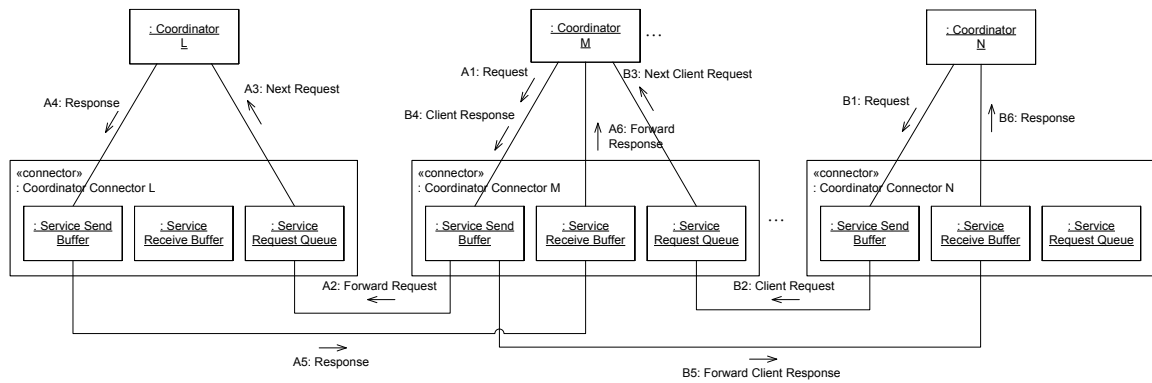 : Coordinator
L
: Coordinator
M
...
: Coordinator
N
A4: Response
A3: Next Request
A1: Request
B4: Client Response
B3: Next Client Request
A6: Forward
Response
B1: Request
B6: Response
«connector»
: Coordinator Connector L
: Service Send
Buffer
: Service
Receive Buffer
: Service
Request Queue
«connector»
: Coordinator Connector M
: Service Send
Buffer
: Service
Receive Buffer
: Service
Request Queue
...
«connector»
: Coordinator Connector N
: Service Send
Buffer
: Service
Receive Buffer
: Service
Request Queue
A2: Forward Request
B2: Client Request
A5: Response
B5: Forward Client Response